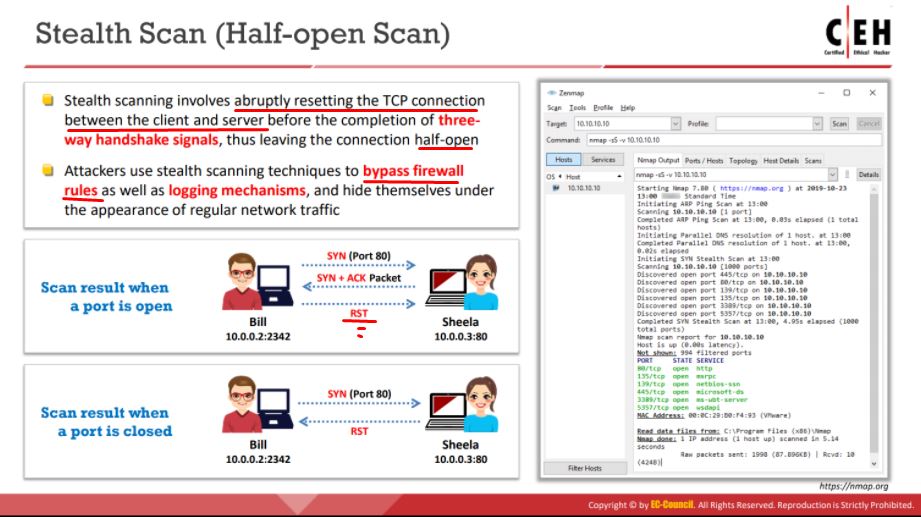 Stealth Scan (Half-open Scan)
C|EH
Certified Ethical Hacker
Stealth scanning involves abruptly resetting the TCP connection
between the client and server before the completion of three-
way handshake signals, thus leaving the connection half-open
Attackers use stealth scanning techniques to bypass firewall
rules as well as logging mechanisms, and hide themselves under
the appearance of regular network traffic
Scan result when
a port is open
SYN (Port 80)
SYN + ACK Packet
RST
Bill
10.0.0.2:2342
Sheela
10.0.0.3:80
Scan result when
a port is closed
SYN (Port 80)
RST
Bill
10.0.0.2:2342
Sheela
10.0.0.3:80
Zenmap
Scan Tools Profile Help
Target: 10.10.10.10 Profile: Scan Cancel
Command: nmap -sS -v 10.10.10.10
Hosts Services Nmap Output Ports / Hosts Topology Host Details Scans
OS Host
10.10.10.10
nmap -sS -v 10.10.10.10 Details
Starting Nmap 7.80 ( https://nmap.org ) at 2019-10-23
13:00 Standard Time
Initiating ARP Ping Scan at 13:00
Scanning 10.10.10.10 [1 port]
Completed ARP Ping Scan at 13:00, 0.03s elapsed (1 total
hosts)
Initiating Parallel DNS resolution of 1 host. at 13:00
Completed Parallel DNS resolution of 1 host. at 13:00,
0.02s elapsed
Initiating SYN Stealth Scan at 13:00
Scanning 10.10.10.10 [1000 ports]
Discovered open port 445/tcp on 10.10.10.10
Discovered open port 80/tcp on 10.10.10.10
Discovered open port 139/tcp on 10.10.10.10
Discovered open port 135/tcp on 10.10.10.10
Discovered open port 3389/tcp on 10.10.10.10
Discovered open port 5357/tcp on 10.10.10.10
Completed SYN Stealth Scan at 13:00, 4.95s elapsed (1000
total ports)
Nmap scan report for 10.10.10.10
Host is up (0.00s latency).
Not shown: 994 filtered ports
PORT STATE SERVICE
80/tcp open http
135/tcp open msrpc
139/tcp open netbios-ssn
445/tcp open microsoft-ds
3389/tcp open ms-wbt-server
5357/tcp open wsdapi
MAC Address: 00:0C:29:D0:F4:93 (VMware)
Read data files from: C:\Program Files (x86)\Nmap
Nmap done: 1 IP address (1 host up) scanned in 5.14
seconds
Raw packets sent: 1998 (87.896KB) | Rcvd: 10
(424B)
Filter Hosts
https://nmap.org
Copyright © by EC-Council. All Rights Reserved. Reproduction is Strictly Prohibited.